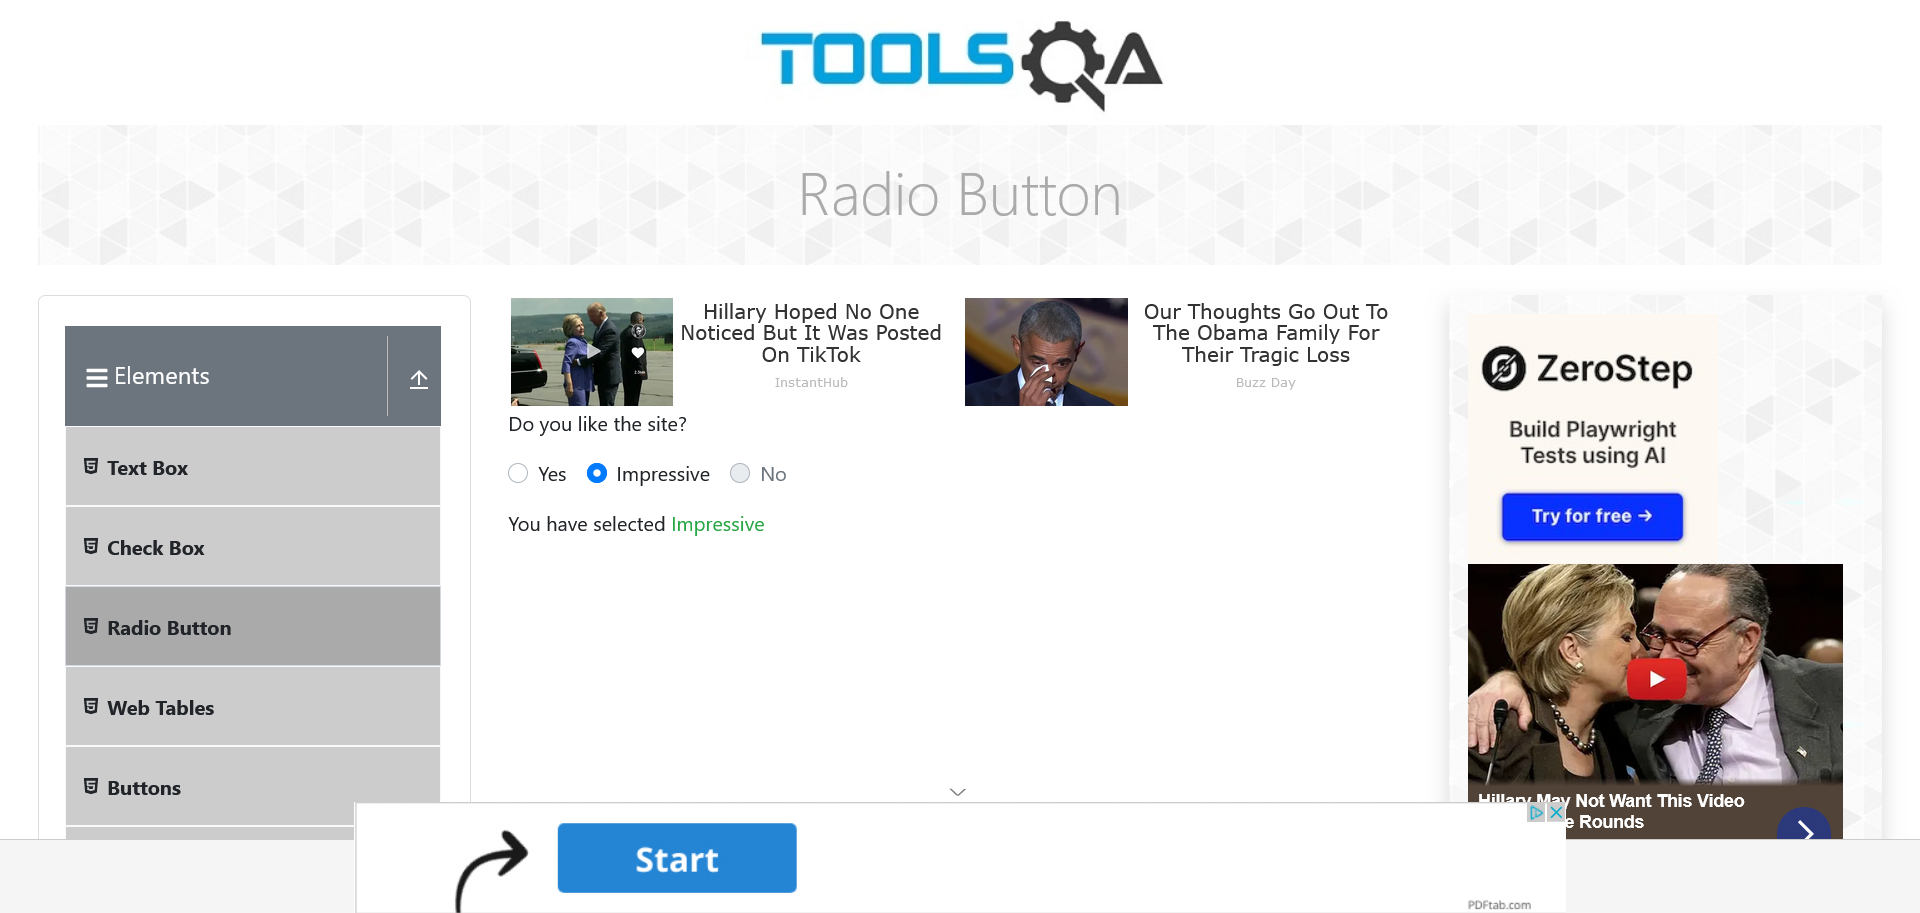 TOOLSQA
Radio Button
Elements
Text Box
Check Box
Radio Button
Web Tables
Buttons
Hillary Hoped No One
Noticed But It Was Posted
On TikTok
InstantHub
Our Thoughts Go Out To
The Obama Family For
Their Tragic Loss
Buzz Day
Do you like the site?
Yes Impressive No
You have selected Impressive
ZeroStep
Build Playwright
Tests using AI
Try for free →
Hillary May Not Want This Video
e Rounds
Start
PDFtab.com